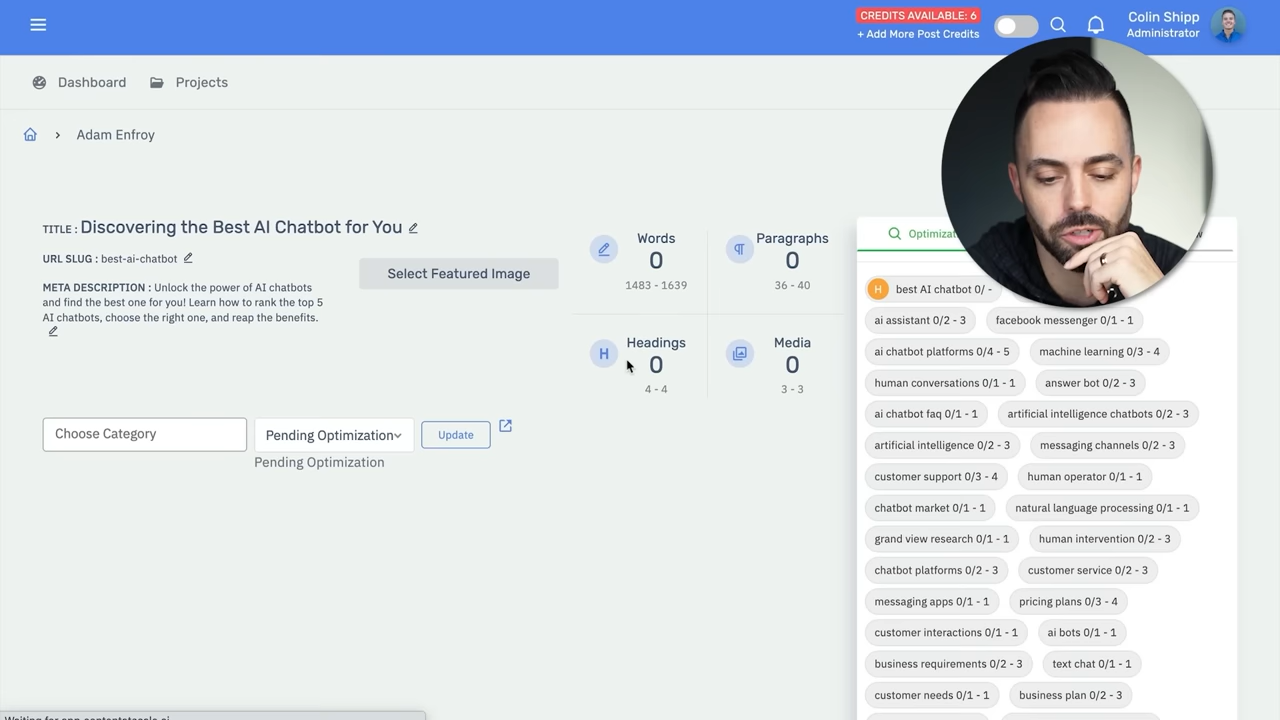 CREDITS AVAILABLE: 6
+ Add More Post Credits
Colin Shipp
Administrator
Dashboard
Projects
Adam Enfroy
TITLE : Discovering the Best AI Chatbot for You
URL SLUG : best-ai-chatbot
META DESCRIPTION : Unlock the power of AI chatbots
and find the best one for you! Learn how to rank the top 5
AI chatbots, choose the right one, and reap the benefits.
Select Featured Image
Words
0
1483 - 1639
Paragraphs
0
36 - 40
H
Headings
0
4 - 4
Media
0
3 - 3
Choose Category
Pending Optimization
Update
Pending Optimization
H best AI chatbot 0/ -
ai assistant 0/2 - 3 facebook messenger 0/1 - 1
ai chatbot platforms 0/4 - 5 machine learning 0/3 - 4
human conversations 0/1 - 1 answer bot 0/2 - 3
ai chatbot faq 0/1 - 1 artificial intelligence chatbots 0/2 - 3
artificial intelligence 0/2 - 3 messaging channels 0/2 - 3
customer support 0/3 - 4 human operator 0/1 - 1
chatbot market 0/1 - 1 natural language processing 0/1 - 1
grand view research 0/1 - 1 human intervention 0/2 - 3
chatbot platforms 0/2 - 3 customer service 0/2 - 3
messaging apps 0/1 - 1 pricing plans 0/3 - 4
customer interactions 0/1 - 1 ai bots 0/1 - 1
business requirements 0/2 - 3 text chat 0/1 - 1
customer needs 0/1 - 1 business plan 0/2 - 3